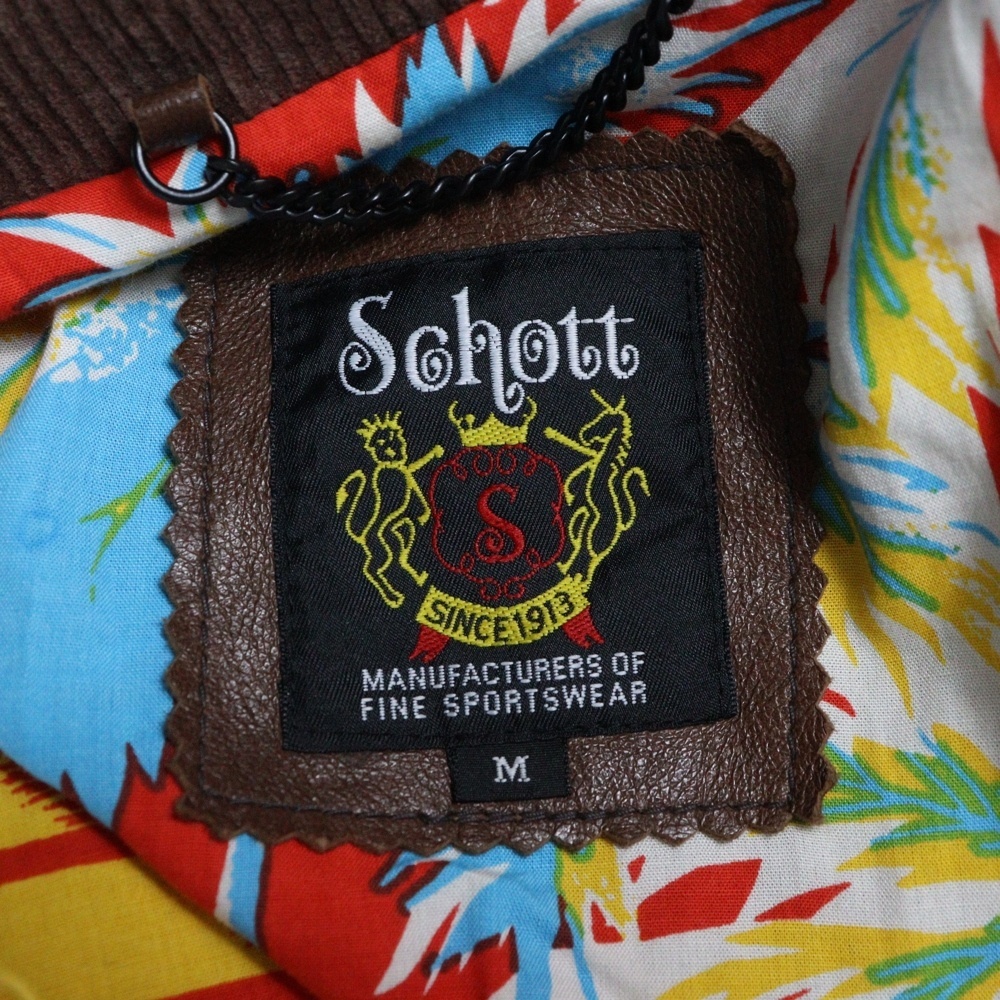 Schott
S
SINCE 1913
MANUFACTURERS OF
FINE SPORTSWEAR
M